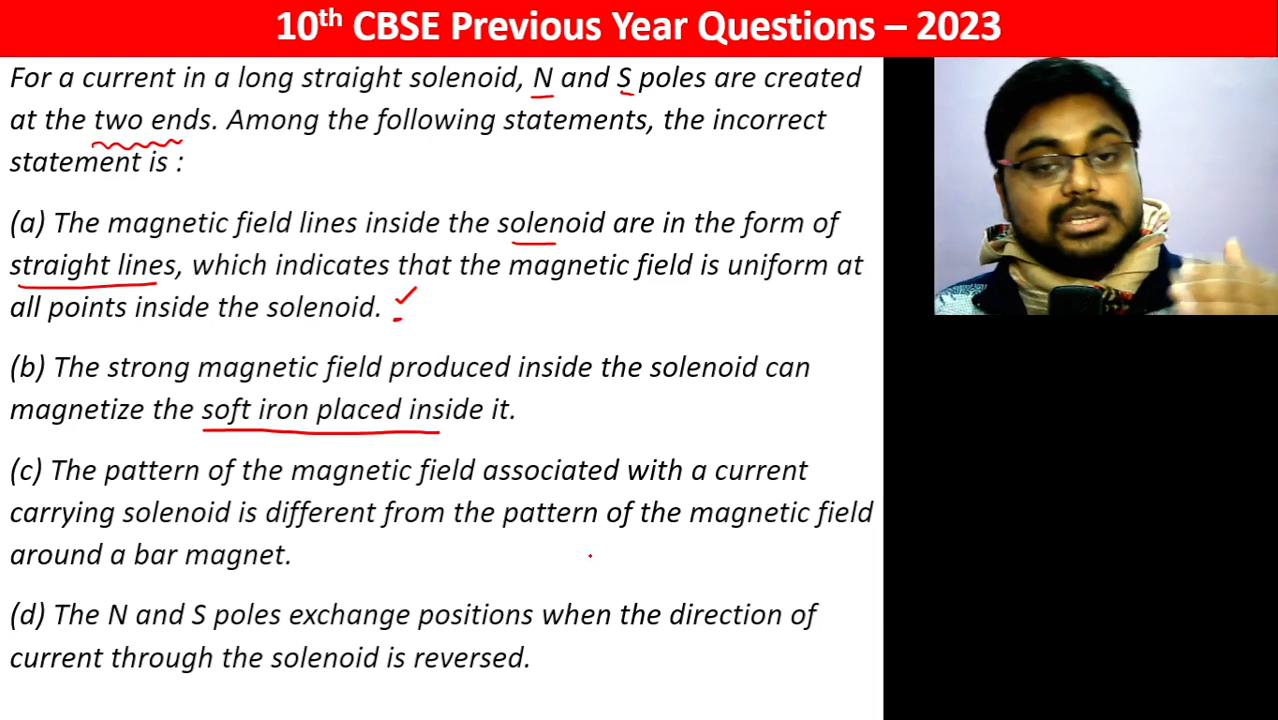 10th CBSE Previous Year Questions – 2023
For a current in a long straight solenoid, N and S poles are created
at the two ends. Among the following statements, the incorrect
statement is :
(a) The magnetic field lines inside the solenoid are in the form of
straight lines, which indicates that the magnetic field is uniform at
all points inside the solenoid.
(b) The strong magnetic field produced inside the solenoid can
magnetize the soft iron placed inside it.
(c) The pattern of the magnetic field associated with a current
carrying solenoid is different from the pattern of the magnetic field
around a bar magnet.
(d) The N and S poles exchange positions when the direction of
current through the solenoid is reversed.